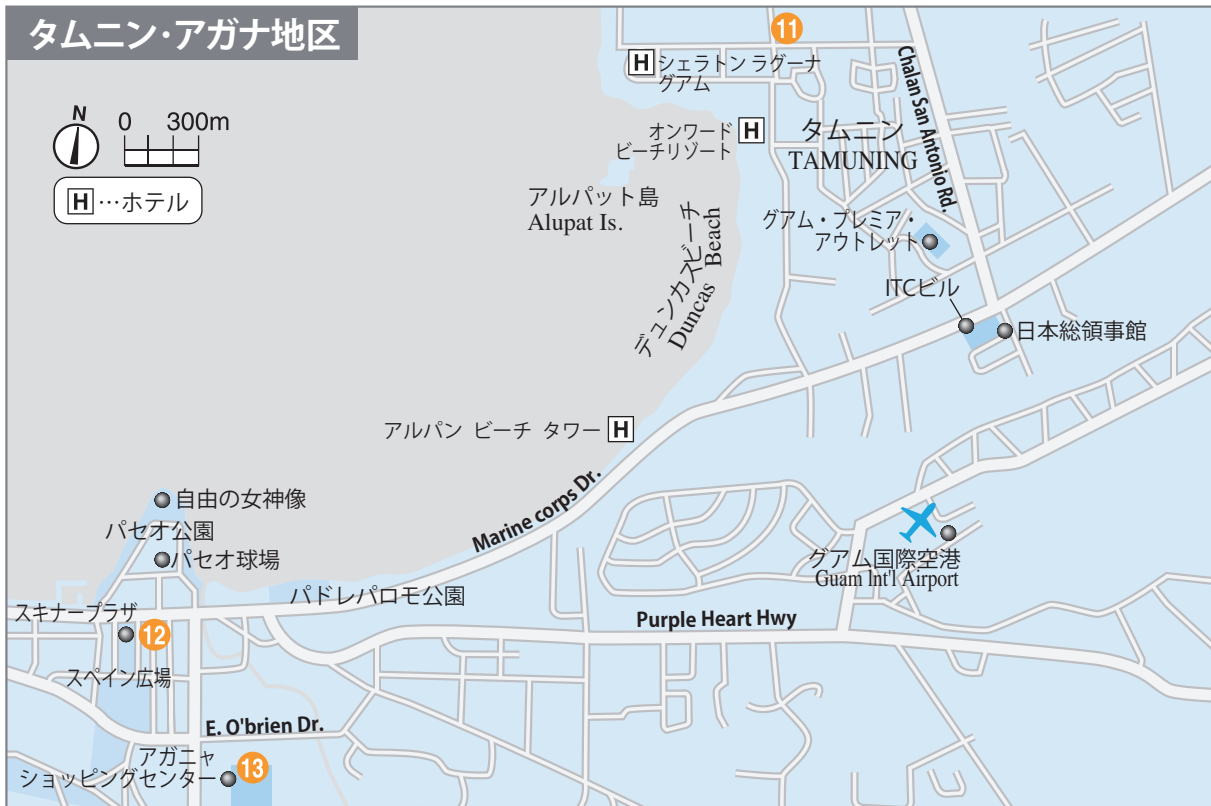 タムニン・アガナ地区
N
0 300m
H…ホテル
11
H シェラトン ラグーナ
グアム
Chalan San Antonio Rd.
オンワード H
ビーチリゾート
タムニン
TAMUNING
アルパット島
Alupat Is.
デュンカスビーチ
Duncas Beach
グアム・プレミア・
アウトレット
ITCビル
日本総領事館
アルパン ビーチ タワー H
Marine corps Dr.
自由の女神像
パセオ公園
パセオ球場
グアム国際空港
Guam Int'l Airport
パドレパロモ公園
スキナープラザ
12
Purple Heart Hwy
スペイン広場
E. O'brien Dr.
アガニャ
ショッピングセンター
13